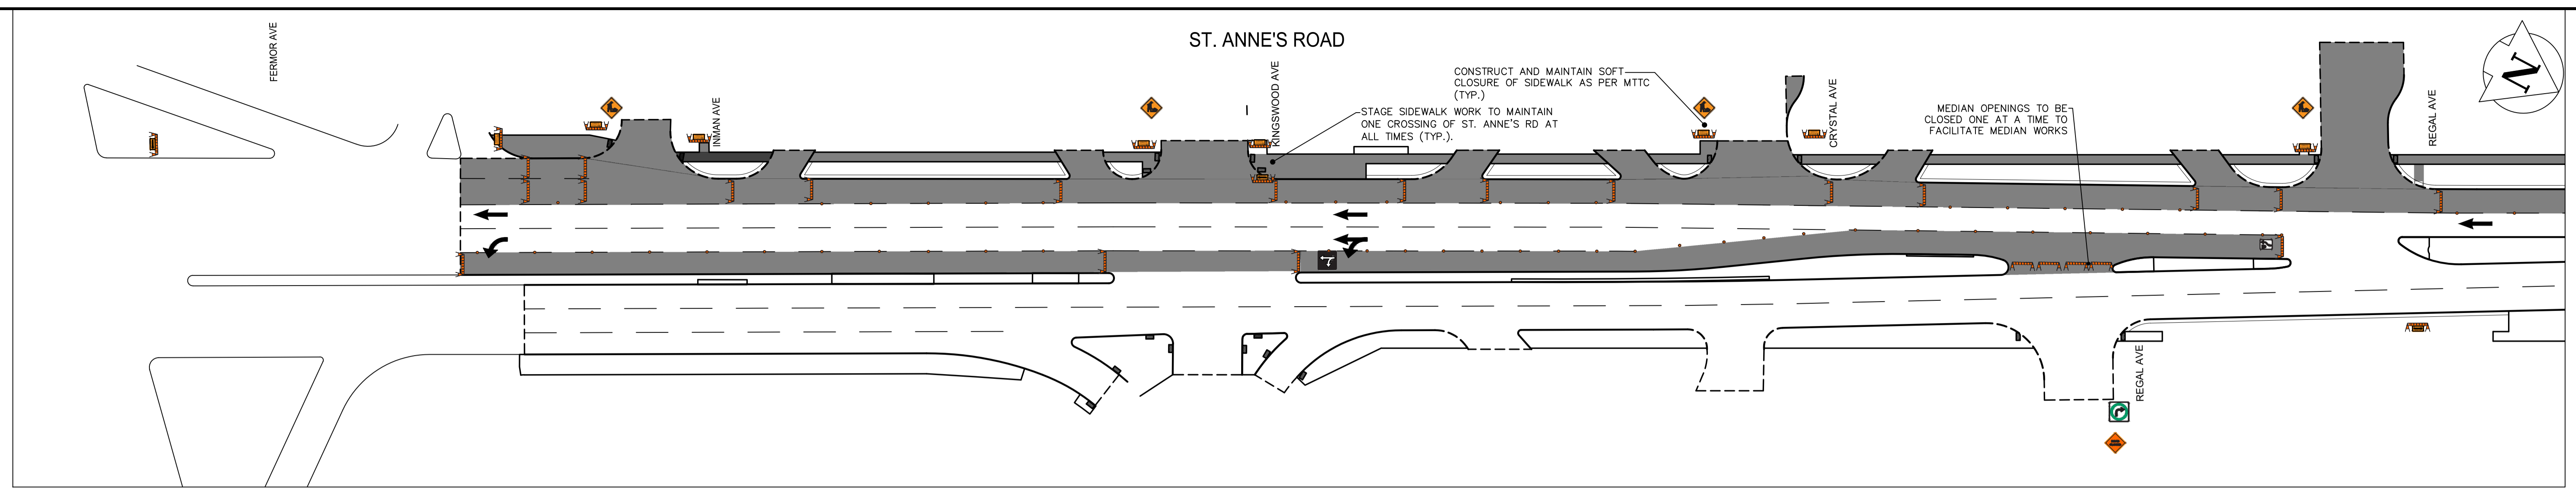 ST. ANNE'S ROAD
FERMOR AVE
INMAN AVE
KINGSWOOD AVE
CONSTRUCT AND MAINTAIN SOFT
CLOSURE OF SIDEWALK AS PER MTTC
(TYP.)
STAGE SIDEWALK WORK TO MAINTAIN
ONE CROSSING OF ST. ANNE'S RD AT
ALL TIMES (TYP.).
CRYSTAL AVE
MEDIAN OPENINGS TO BE
CLOSED ONE AT A TIME TO
FACILITATE MEDIAN WORKS
REGAL AVE
N
REGAL AVE